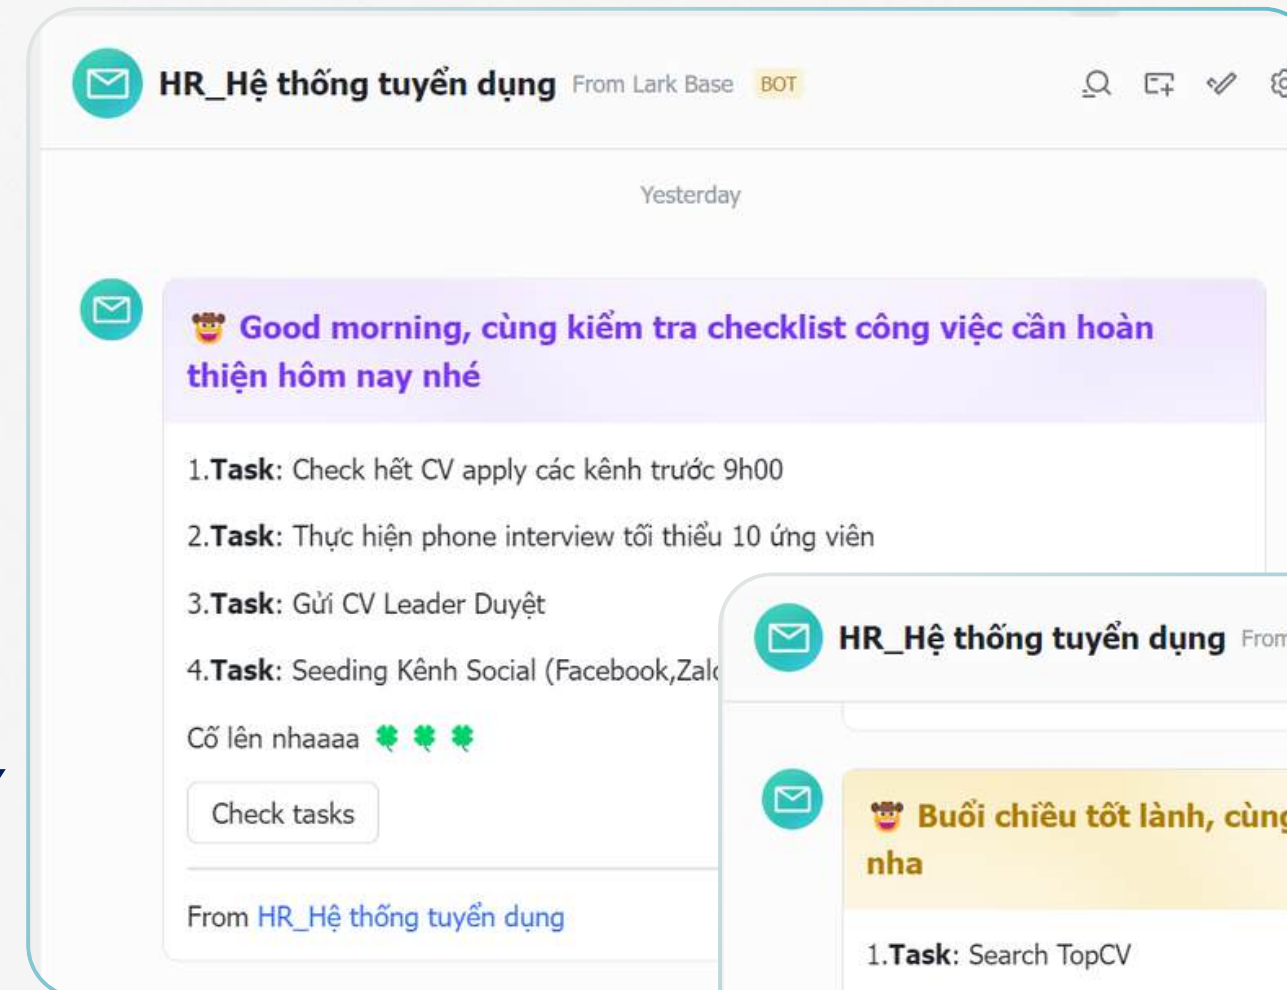 HR_Hệ thống tuyển dụng From Lark Base BOT
Yesterday
🤠 Good morning, cùng kiểm tra checklist công việc cần hoàn
thiện hôm nay nhé
1.Task: Check hết CV apply các kênh trước 9h00
2.Task: Thực hiện phone interview tối thiểu 10 ứng viên
3.Task: Gửi CV Leader Duyệt
4.Task: Seeding Kênh Social (Facebook,Zalo
Cố lên nhaaaa 🍀 🍀 🍀
Check tasks
From HR_Hệ thống tuyển dụng
HR_Hệ thống tuyển dụng From
🤠 Buổi chiều tốt lành, cùng
nha
1.Task: Search TopCV